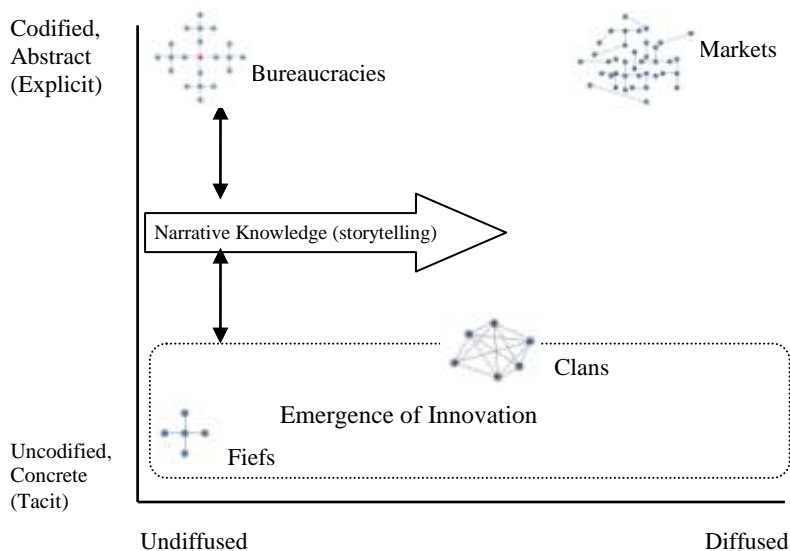 Codified,
Abstract
(Explicit)
Bureaucracies
Markets
Narrative Knowledge (storytelling)
Clans
Emergence of Innovation
Fiefs
Uncodified,
Concrete
(Tacit)
Undiffused
Diffused